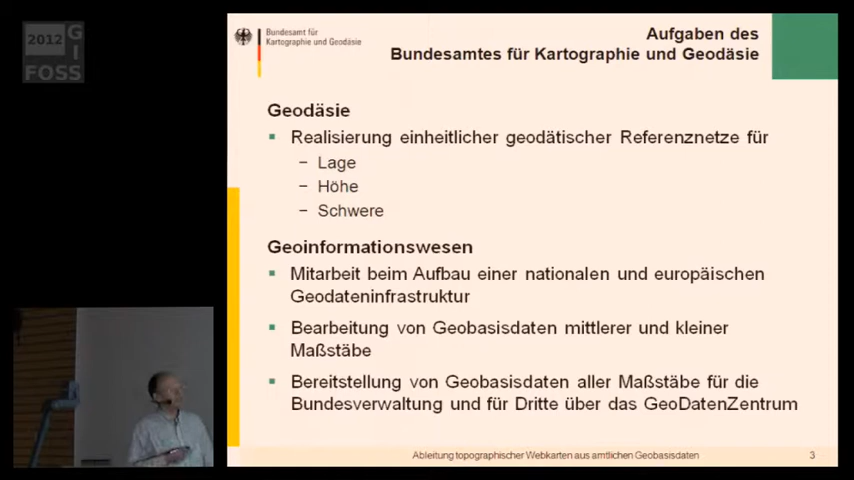 2012 GI
FOSS
Bundesamt für
Kartographie und Geodäsie
Aufgaben des
Bundesamtes für Kartographie und Geodäsie
Geodäsie
Realisierung einheitlicher geodätischer Referenznetze für
– Lage
– Höhe
– Schwere
Geoinformationswesen
Mitarbeit beim Aufbau einer nationalen und europäischen
Geodateninfrastruktur
Bearbeitung von Geobasisdaten mittlerer und kleiner
Maßstäbe
Bereitstellung von Geobasisdaten aller Maßstäbe für die
Bundesverwaltung und für Dritte über das GeoDatenZentrum
Ableitung topographischer Webkarten aus amtlichen Geobasisdaten
3